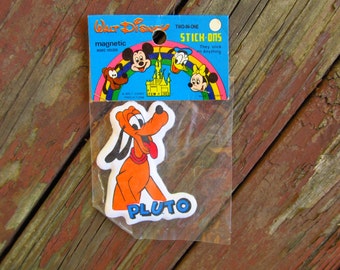 Walt Disney
TWO-IN-ONE
magnetic
STICK-ONS
They stick
to Anything
PLUTO